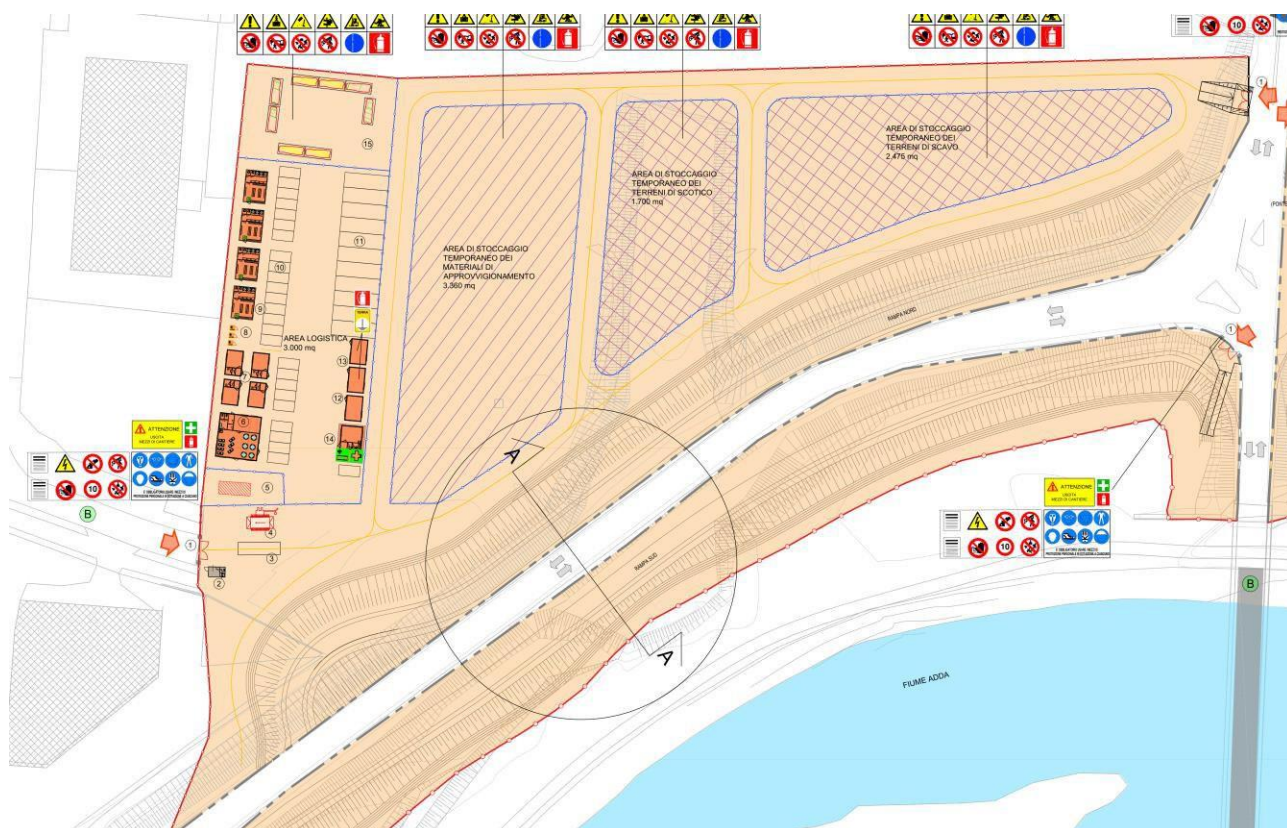 10
1
15
AREA DI STOCCAGGIO
TEMPORANEO DEI
TERRENI DI SCAVO
2.475 mq
AREA DI STOCCAGGIO
TEMPORANEO DEI
TERRENI DI SCOTICO
1.700 mq
11
AREA DI STOCCAGGIO
TEMPORANEO DEI
MATERIALI DI
APPROVVIGIONAMENTO
3.360 mq
10
9
8
AREA LOGISTICA
3.000 mq
RAMPA NORD
1
13
7
12
6
14
ATTENZIONE
USCITA
MEZZI DI CANTIERE
10
B
5
4
3
1
2
A
A
RAMPA SUD
ATTENZIONE
USCITA
MEZZI DI CANTIERE
10
B
FIUME ADDA